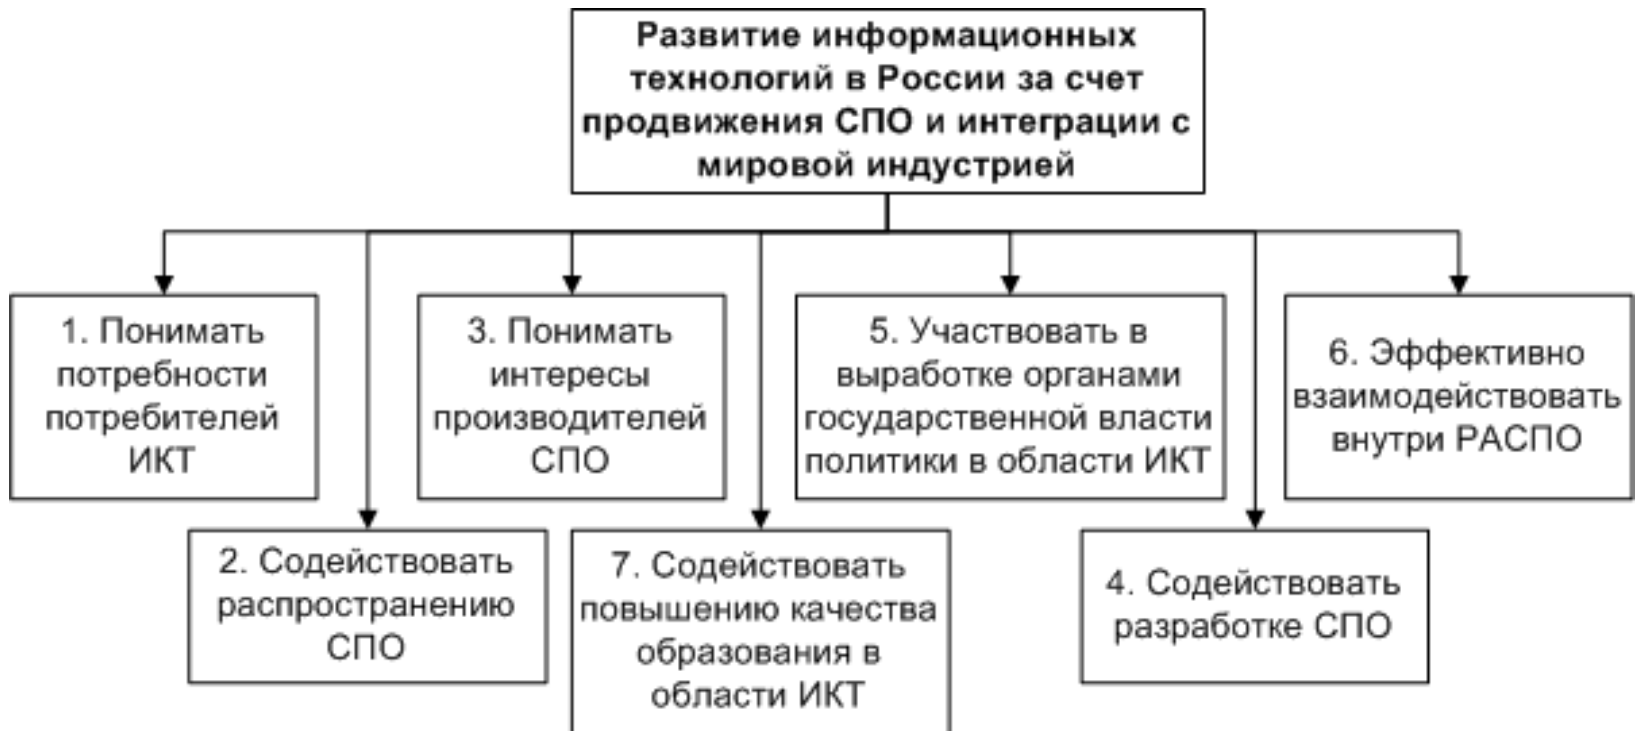 Развитие информационных
технологий в России за счет
продвижения СПО и интеграции с
мировой индустрией
1. Понимать
потребности
потребителей
ИКТ
3. Понимать
интересы
производителей
СПО
5. Участвовать в
выработке органами
государственной власти
политики в области ИКТ
6. Эффективно
взаимодействовать
внутри РАСПО
2. Содействовать
распространению
СПО
7. Содействовать
повышению качества
образования в
области ИКТ
4. Содействовать
разработке СПО